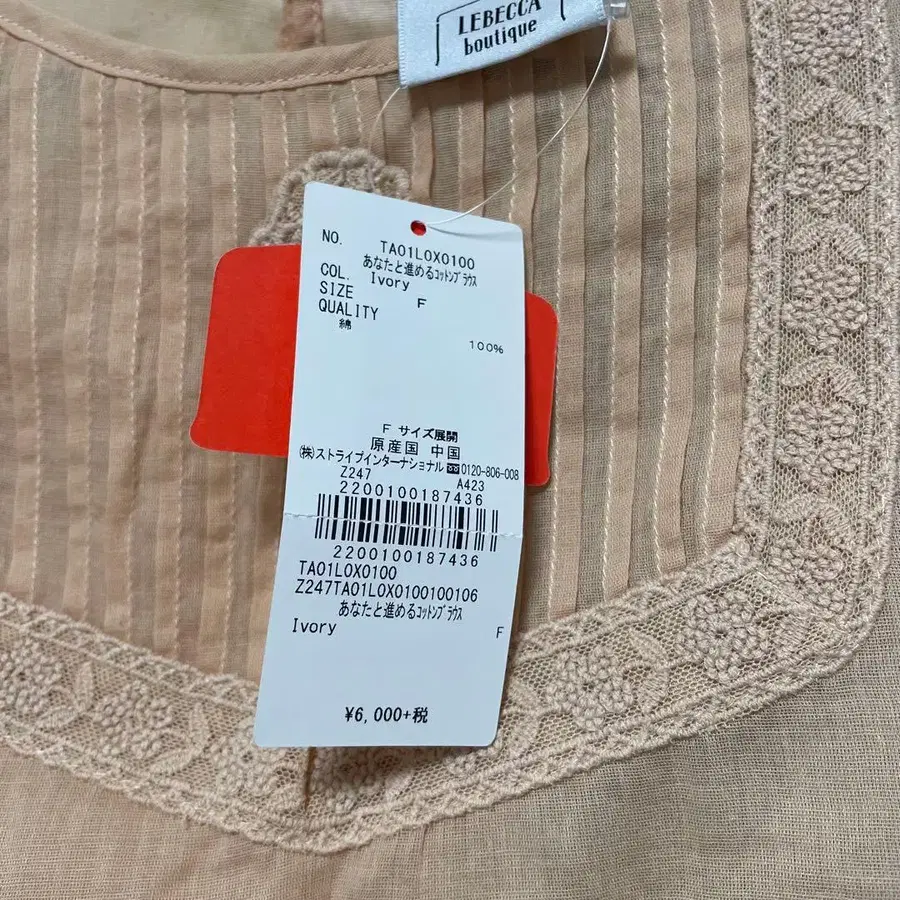 LEBECCA
boutique
NO. TA01L0X0100
あなたと進めるｺｯﾄﾝﾌﾞﾗｳｽ
COL. Ivory
SIZE F
QUALITY
綿
100%
F サイズ展開
原産国 中国
㈱ストライプインターナショナル ☎0120-806-008
Z247 A423
2200100187436
2200100187436
TA01L0X0100
Z247TA01L0X0100100106
あなたと進めるｺｯﾄﾝﾌﾞﾗｳｽ
Ivory F
¥6,000+税